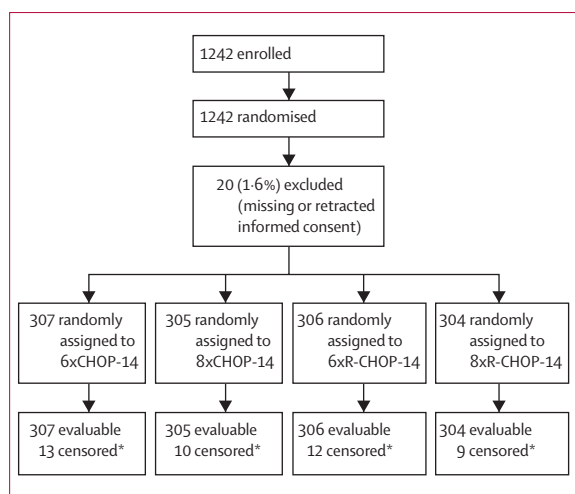 1242 enrolled
1242 randomised
20 (1·6%) excluded
(missing or retracted
informed consent)
307 randomly
assigned to
6xCHOP-14
305 randomly
assigned to
8xCHOP-14
306 randomly
assigned to
6xR-CHOP-14
304 randomly
assigned to
8xR-CHOP-14
307 evaluable
13 censored*
305 evaluable
10 censored*
306 evaluable
12 censored*
304 evaluable
9 censored*